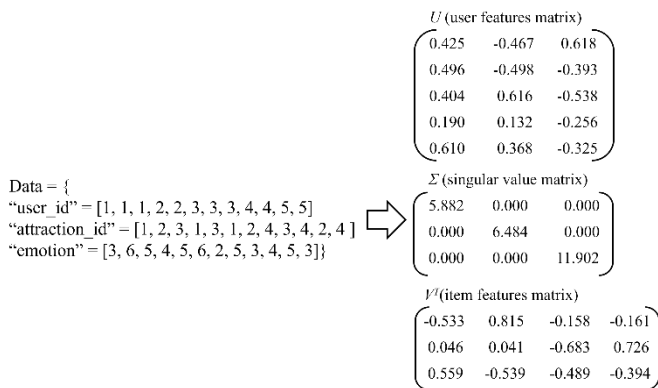 U (user features matrix)
0.425 -0.467 0.618
0.496 -0.498 -0.393
0.404 0.616 -0.538
0.190 0.132 -0.256
0.610 0.368 -0.325
Data = {
“user_id” = [1, 1, 1, 2, 2, 3, 3, 3, 4, 4, 5, 5]
“attraction_id” = [1, 2, 3, 1, 3, 1, 2, 4, 3, 4, 2, 4 ]
“emotion” = [3, 6, 5, 4, 5, 6, 2, 5, 3, 4, 5, 3]}
Σ (singular value matrix)
5.882 0.000 0.000
0.000 6.484 0.000
0.000 0.000 11.902
(item features matrix)
-0.533 0.815 -0.158 -0.161
0.046 0.041 -0.683 0.726
0.559 -0.539 -0.489 -0.394